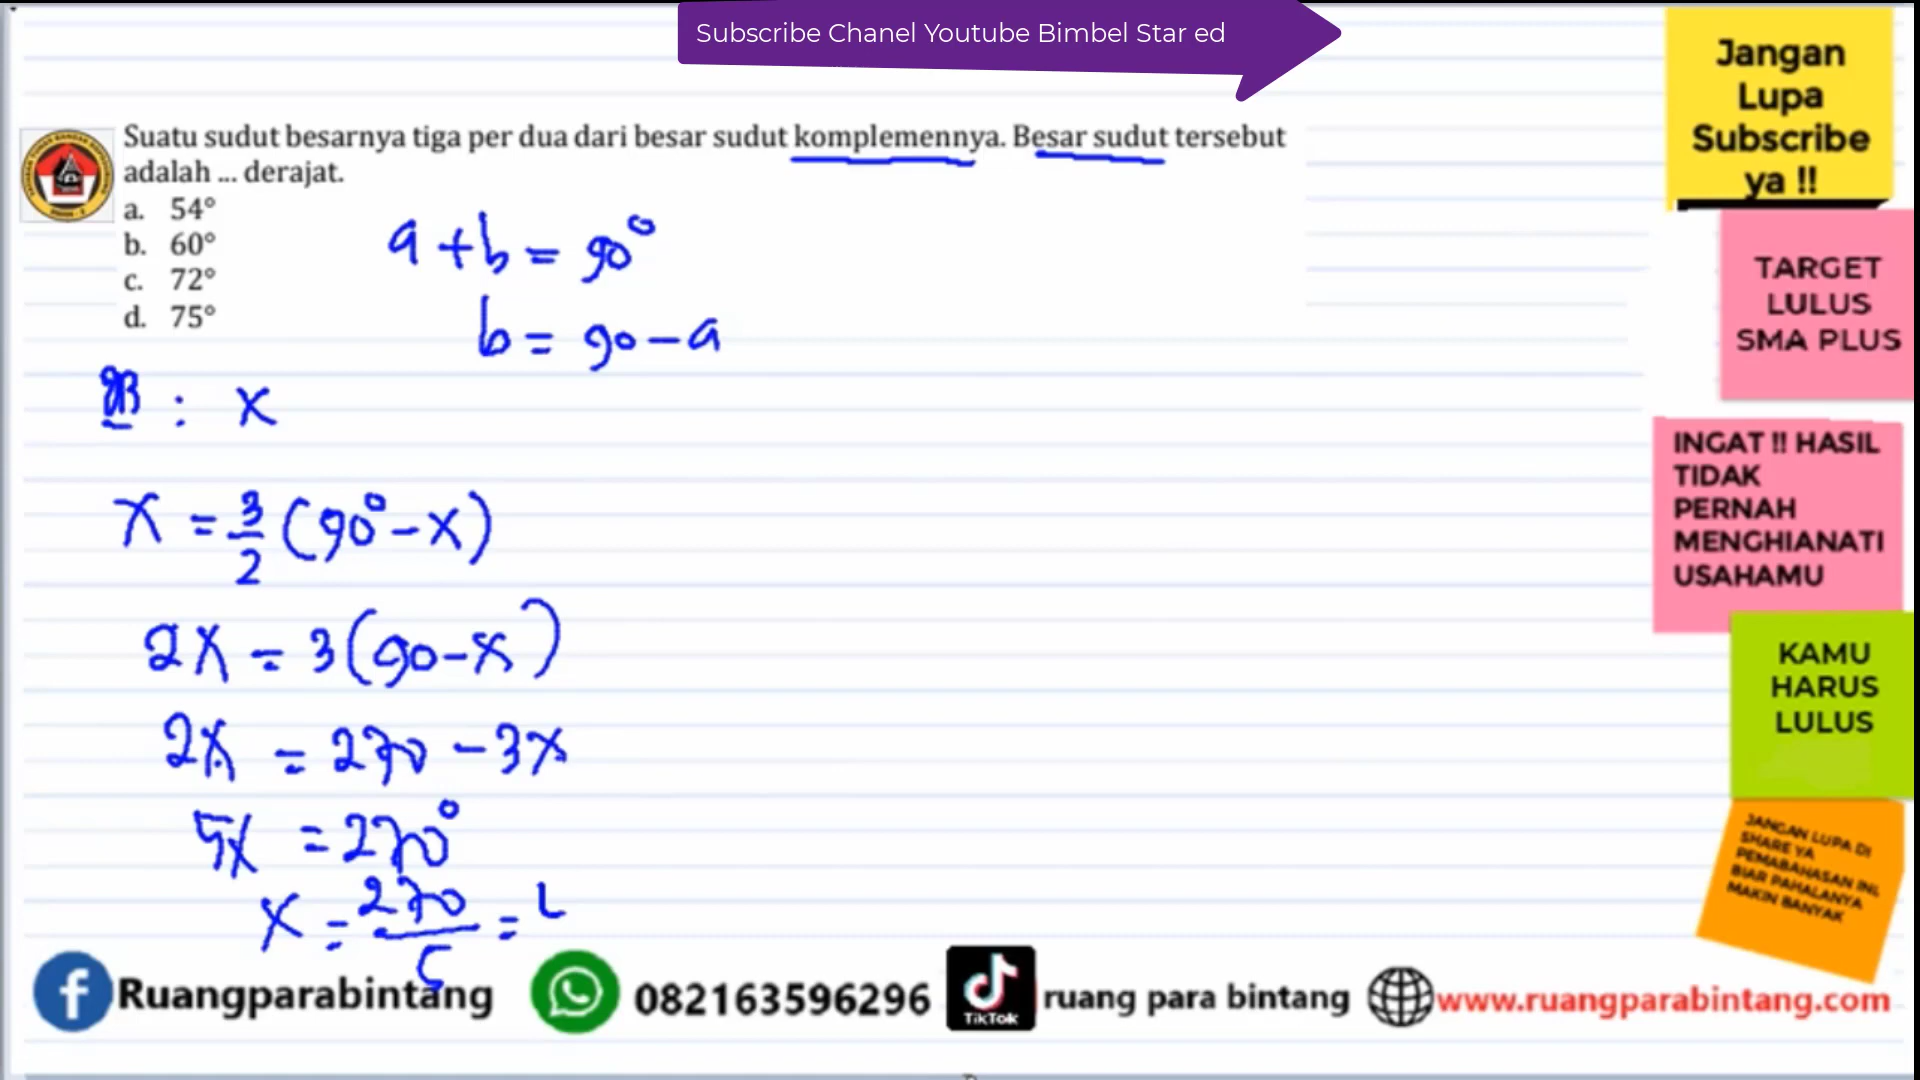 Subscribe Chanel Youtube Bimbel Star ed
Suatu sudut besarnya tiga per dua dari besar sudut komplemennya. Besar sudut tersebut
adalah ... derajat.
a. 54°
b. 60°
c. 72°
d. 75°
a + b = 90°
b = 90 - a
: x
x = 3/2 (90° - x)
2x = 3(90 - x)
2x = 270 - 3x
5x = 270°
x = 270/5 =
Jangan
Lupa
Subscribe
ya !!
TARGET
LULUS
SMA PLUS
INGAT !! HASIL
TIDAK
PERNAH
MENGHIANATI
USAHAMU
KAMU
HARUS
LULUS
JANGAN LUPA DI
SHARE YA
PEMABAHASAN INI,
BIAR PAHALANYA
MAKIN BANYAK
Ruangparabintang
082163596296
TikTok
ruang para bintang
www.ruangparabintang.com